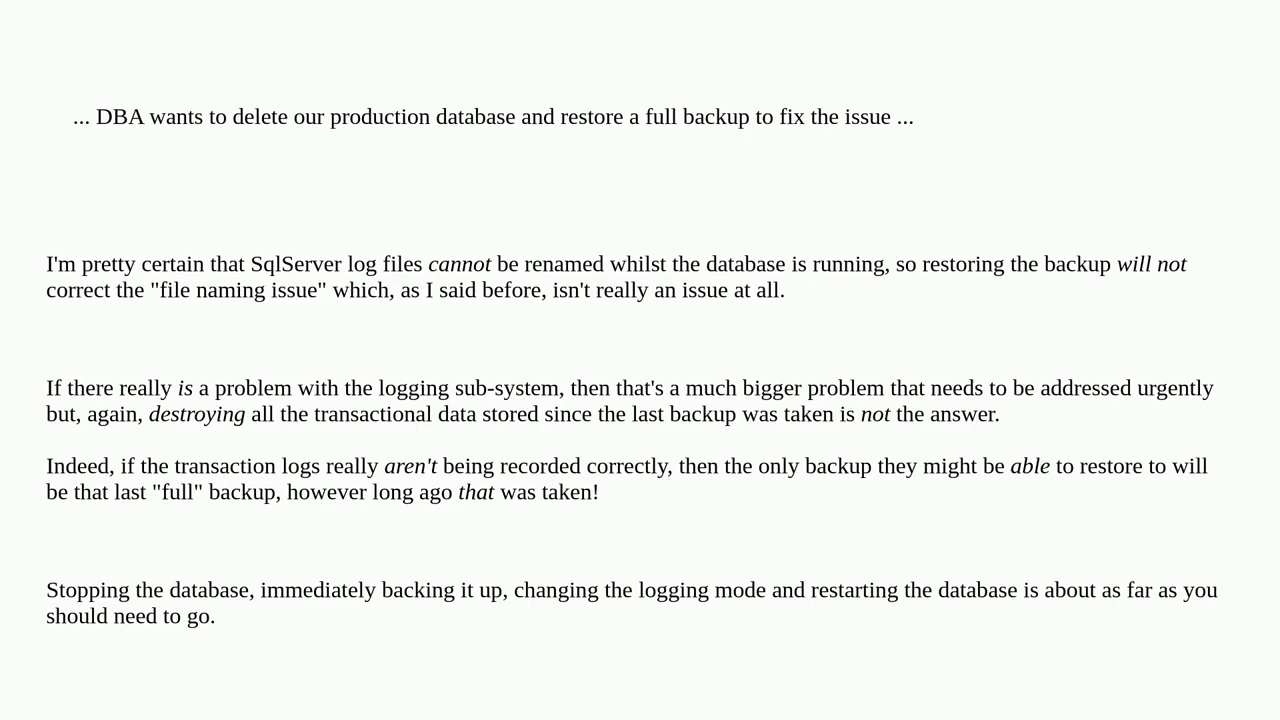 ... DBA wants to delete our production database and restore a full backup to fix the issue ...
I'm pretty certain that SqlServer log files cannot be renamed whilst the database is running, so restoring the backup will not
correct the "file naming issue" which, as I said before, isn't really an issue at all.
If there really is a problem with the logging sub-system, then that's a much bigger problem that needs to be addressed urgently
but, again, destroying all the transactional data stored since the last backup was taken is not the answer.
Indeed, if the transaction logs really aren't being recorded correctly, then the only backup they might be able to restore to will
be that last "full" backup, however long ago that was taken!
Stopping the database, immediately backing it up, changing the logging mode and restarting the database is about as far as you
should need to go.